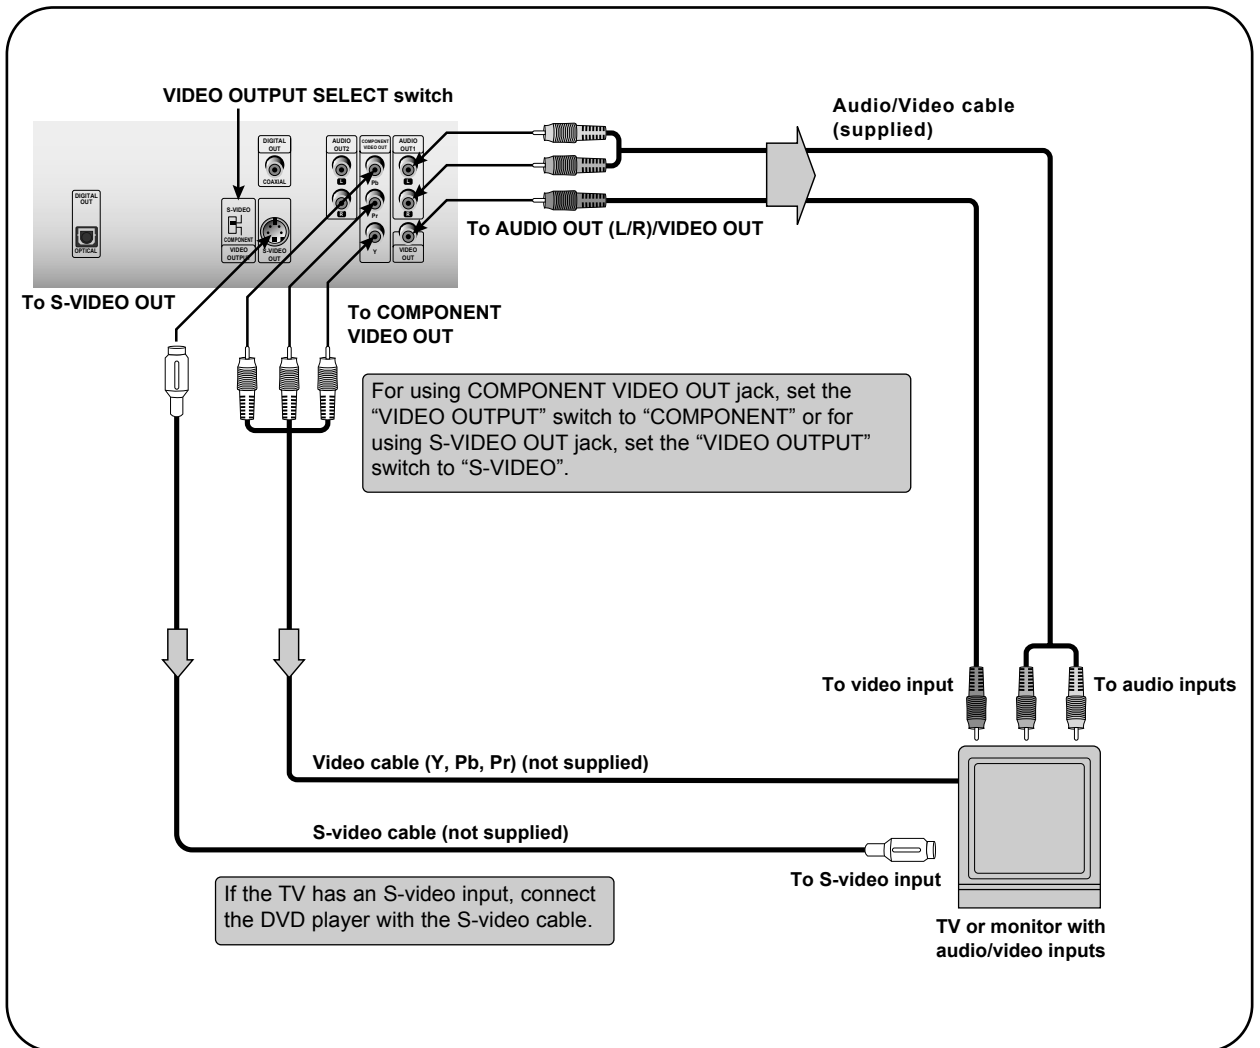 VIDEO OUTPUT SELECT switch
Audio/Video cable
(supplied)
DIGITAL
OUT
COAXIAL
AUDIO
OUT2
L
R
COMPONENT
VIDEO OUT
Pb
Pr
Y
AUDIO
OUT1
L
R
VIDEO
OUT
DIGITAL
OUT
OPTICAL
S-VIDEO
COMPONENT
VIDEO
OUTPUT
S-VIDEO
OUT
To AUDIO OUT (L/R)/VIDEO OUT
To S-VIDEO OUT
To COMPONENT
VIDEO OUT
For using COMPONENT VIDEO OUT jack, set the
“VIDEO OUTPUT” switch to “COMPONENT” or for
using S-VIDEO OUT jack, set the “VIDEO OUTPUT”
switch to “S-VIDEO”.
To video input
To audio inputs
Video cable (Y, Pb, Pr) (not supplied)
S-video cable (not supplied)
To S-video input
If the TV has an S-video input, connect
the DVD player with the S-video cable.
TV or monitor with
audio/video inputs